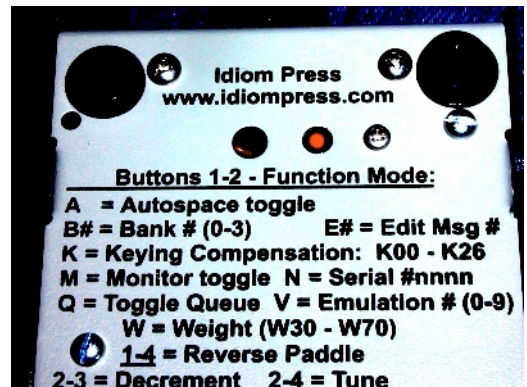 Idiom Press
www.idiompress.com
Buttons 1-2 - Function Mode:
A = Autospace toggle
B# = Bank # (0-3) E# = Edit Msg #
K = Keying Compensation: K00 - K26
M = Monitor toggle N = Serial #nnnn
Q = Toggle Queue V = Emulation # (0-9)
W = Weight (W30 - W70)
1-4 = Reverse Paddle
2-3 = Decrement 2-4 = Tune